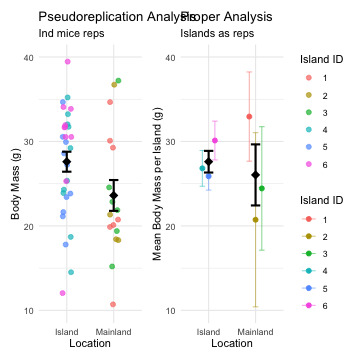 Pseudoreplication Analysis
Ind mice reps
Body Mass (g)
40
30
20
10
Island
Mainland
Location
Proper Analysis
Islands as reps
Mean Body Mass per Island (g)
40
30
20
10
Island
Mainland
Location
Island ID
1
2
3
4
5
6
Island ID
1
2
3
4
5
6